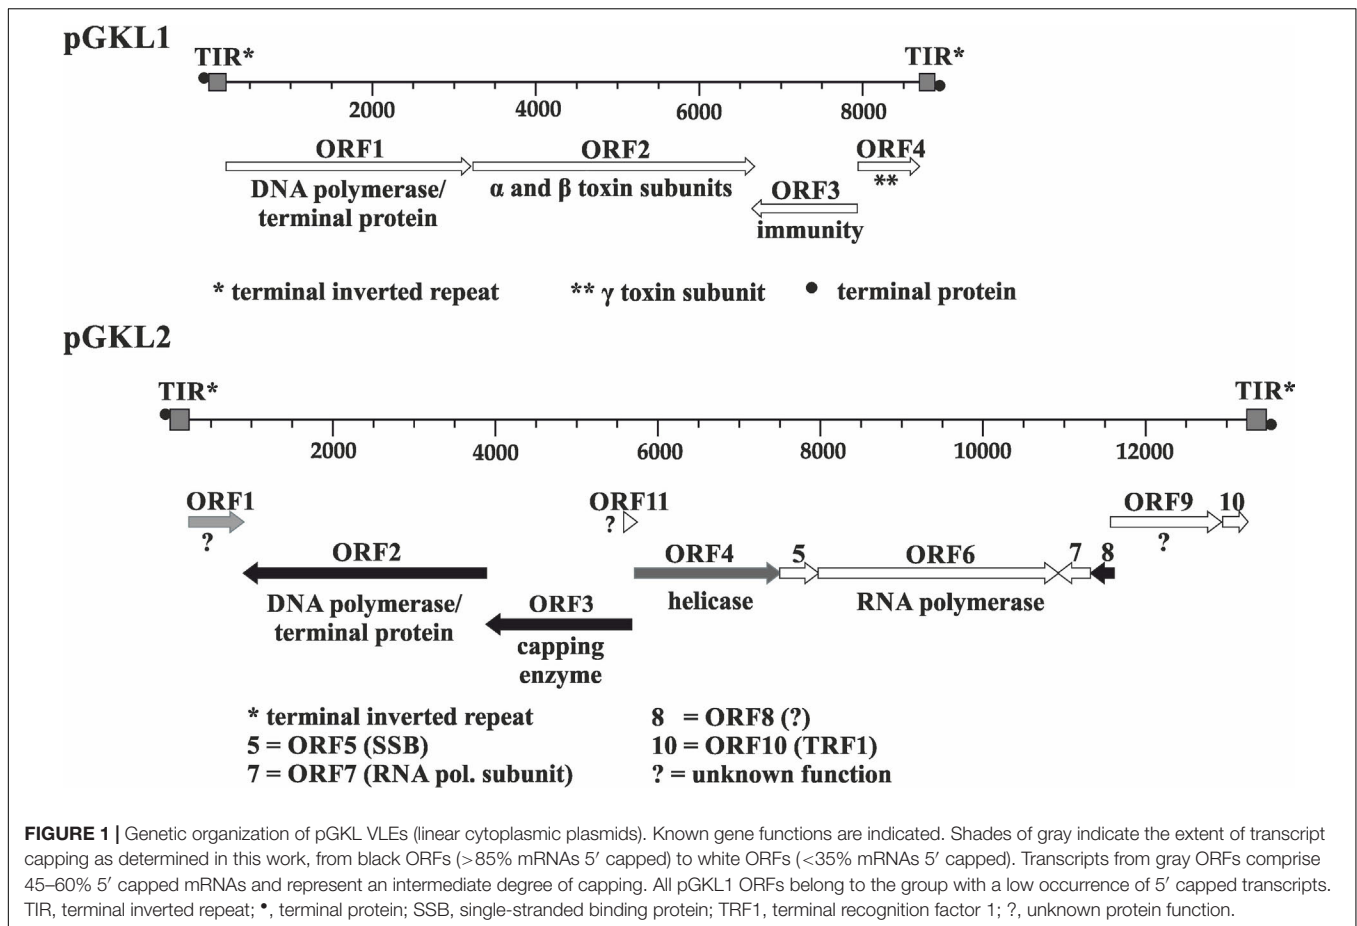 pGKL1
TIR*
TIR*
2000
4000
6000
8000
ORF1
ORF2
ORF4
DNA polymerase/
terminal protein
α and β toxin subunits
**
ORF3
immunity
* terminal inverted repeat
** γ toxin subunit
● terminal protein
pGKL2
TIR*
TIR*
2000
4000
6000
8000
10000
12000
ORF1
?
ORF11
?
ORF9
10
?
ORF2
DNA polymerase/
terminal protein
ORF4
helicase
5
ORF6
RNA polymerase
7
8
ORF3
capping
enzyme
* terminal inverted repeat
5 = ORF5 (SSB)
7 = ORF7 (RNA pol. subunit)
8 = ORF8 (?)
10 = ORF10 (TRF1)
? = unknown function
FIGURE 1 | Genetic organization of pGKL VLEs (linear cytoplasmic plasmids). Known gene functions are indicated. Shades of gray indicate the extent of transcript
capping as determined in this work, from black ORFs (>85% mRNAs 5′ capped) to white ORFs (<35% mRNAs 5′ capped). Transcripts from gray ORFs comprise
45–60% 5′ capped mRNAs and represent an intermediate degree of capping. All pGKL1 ORFs belong to the group with a low occurrence of 5′ capped transcripts.
TIR, terminal inverted repeat; •, terminal protein; SSB, single-stranded binding protein; TRF1, terminal recognition factor 1; ?, unknown protein function.